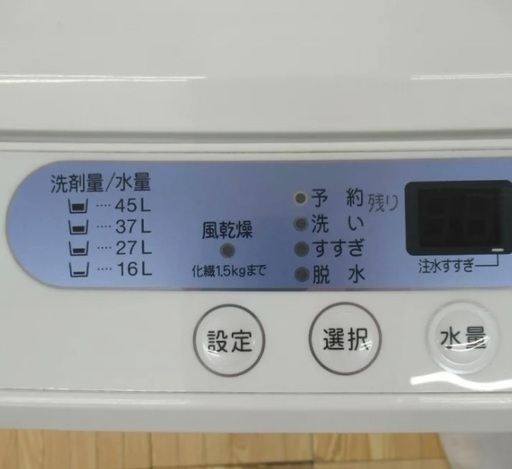 洗剤量/水量
…45L
…37L
…27L
…16L
風乾燥
化繊1.5kgまで
予約
洗い
すすぎ
脱水
残り
注水すすぎ
設定
選択
水量